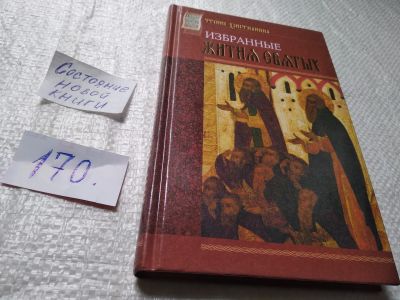 Состояние
новой
книги
170.
чтение христианина
ИЗБРАННЫЕ
ЖИТИЯ СВЯТЫХ